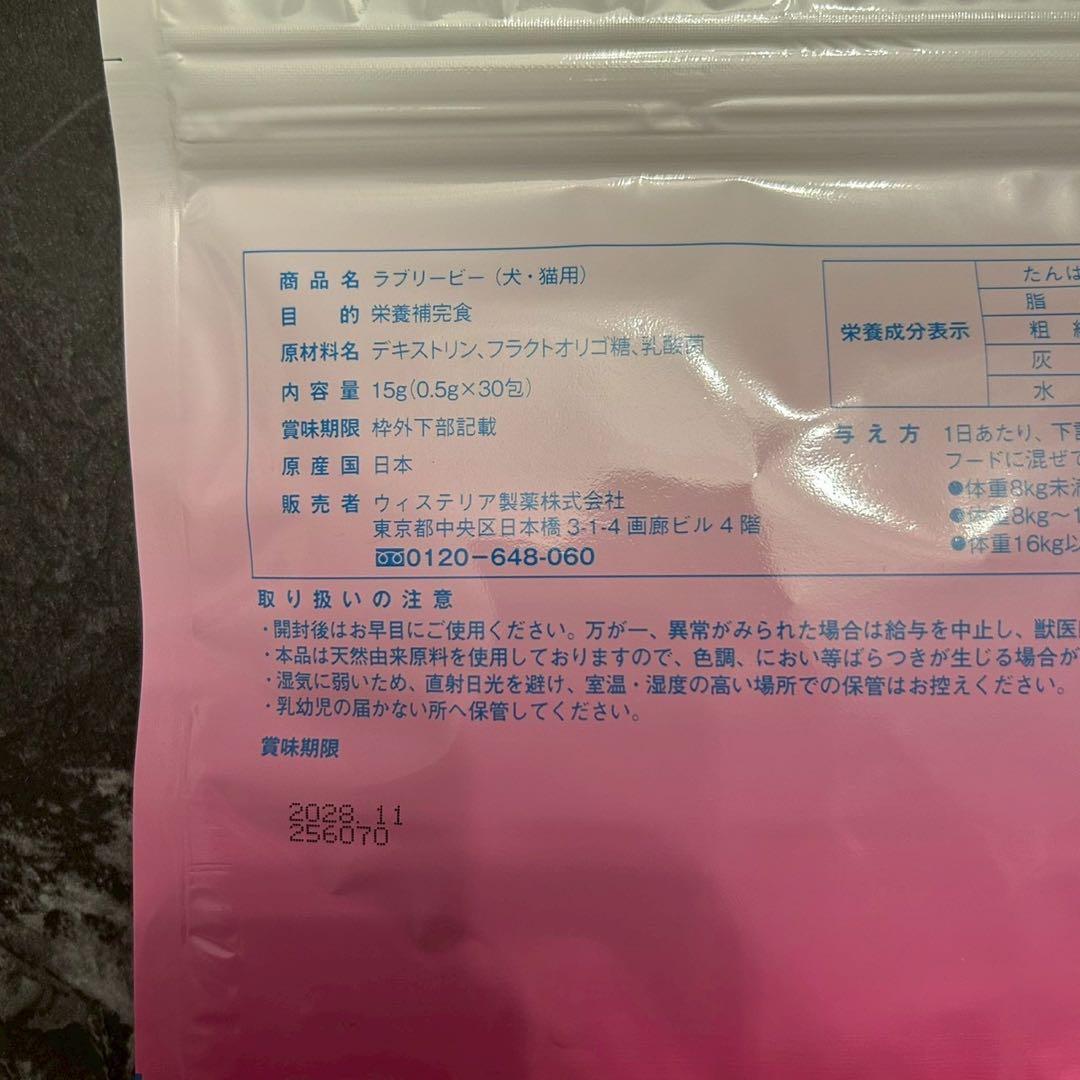 商品名 ラブリービー（犬・猫用）
目的 栄養補完食
原材料名 デキストリン、フラクトオリゴ糖、乳酸菌
内容量 15g（0.5g×30包）
賞味期限 枠外下部記載
原産国 日本
販売者 ウィステリア製薬株式会社
東京都中央区日本橋 3-1-4 画廊ビル 4 階
0120−648-060
栄養成分表示
たんぱ
脂
粗
灰
水
与え方 1日あたり、下記
フードに混ぜて
●体重8kg未満
●体重8kg〜1
●体重16kg以
取り扱いの注意
・開封後はお早目にご使用ください。万が一、異常がみられた場合は給与を中止し、獣医
・本品は天然由来原料を使用しておりますので、色調、におい等ばらつきが生じる場合が
・湿気に弱いため、直射日光を避け、室温・湿度の高い場所での保管はお控えください。
・乳幼児の届かない所へ保管してください。
賞味期限
2028.11
256070